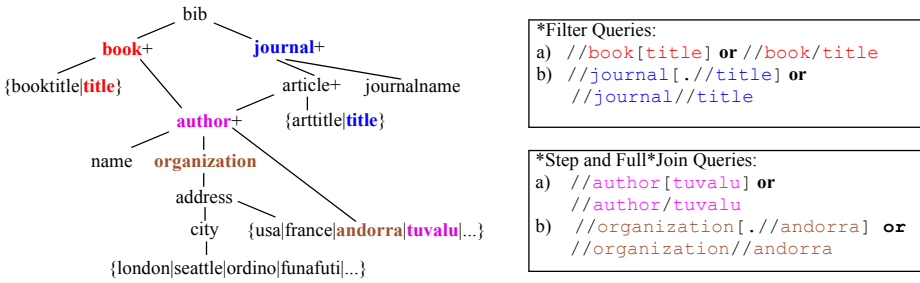 bib
book+ journal+
{booktitle|title} article+ journalname
author+ {arttitle|title}
name organization
address
city {usa|france|andorra|tuvalu|...}
{london|seattle|ordino|funafuti|...}
*Filter Queries:
a) //book[title] or //book/title
b) //journal[.//title] or
//journal//title
*Step and Full*Join Queries:
a) //author[tuvalu] or
//author/tuvalu
b) //organization[.//andorra] or
//organization//andorra